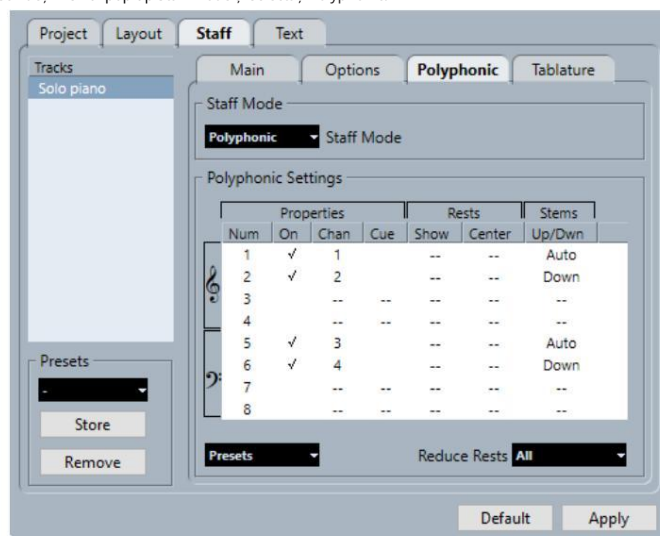 Project Layout Staff Text
Tracks
Solo piano
Main Options Polyphonic Tablature
Staff Mode
Polyphonic Staff Mode
Polyphonic Settings
Properties Rests Stems
Num On Chan Cue Show Center Up/Dwn
1 √ 1 -- -- Auto
2 √ 2 -- -- Down
3 -- -- -- -- --
4 -- -- -- -- --
5 √ 3 -- -- Auto
6 √ 4 -- -- Down
7 -- -- -- -- --
8 -- -- -- -- --
Presets
-
Store
Remove
Presets Reduce Rests All
Default Apply